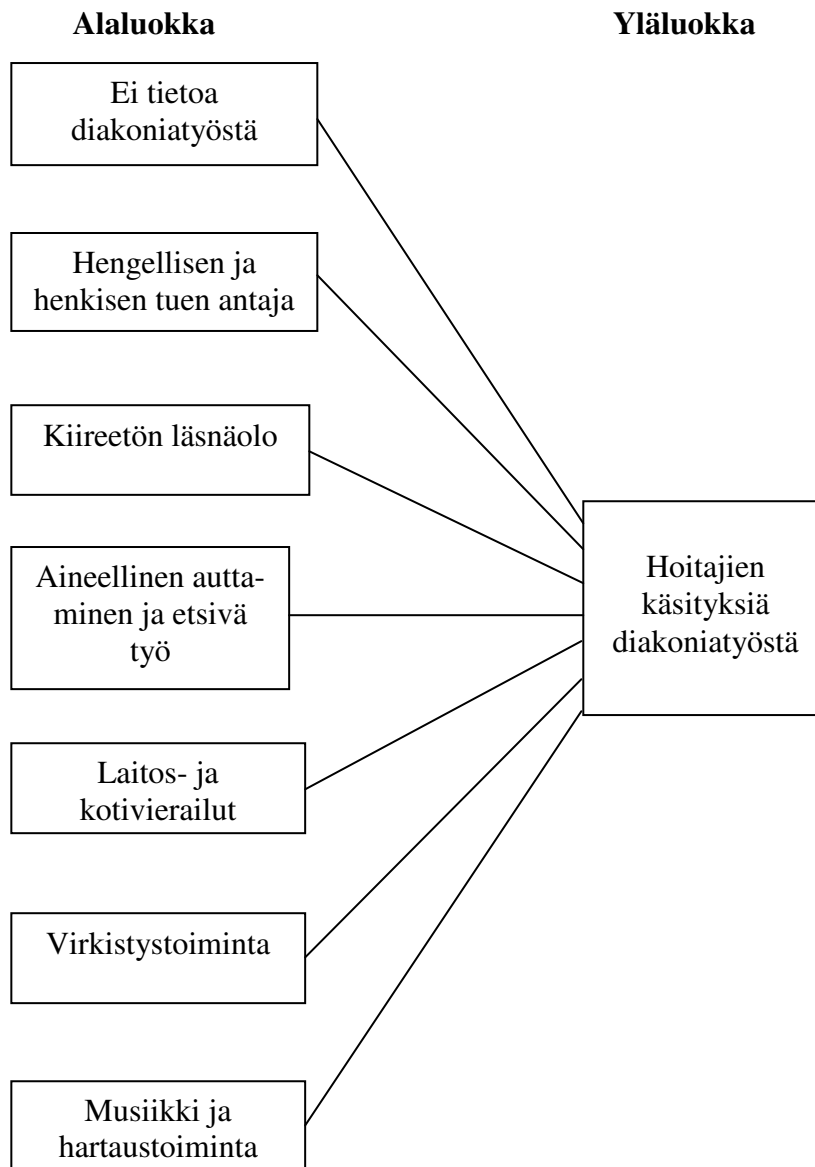 Alaluokka
Yläluokka
Ei tietoa
diakoniatyöstä
Hengellisen ja
henkisen tuen antaja
Kiireetön läsnäolo
Aineellinen autta-
minen ja etsivä
työ
Laitos- ja
kotivierailut
Virkistystoiminta
Musiikki ja
hartaustoiminta
Hoitajien
käsityksiä
diakoniatyöstä